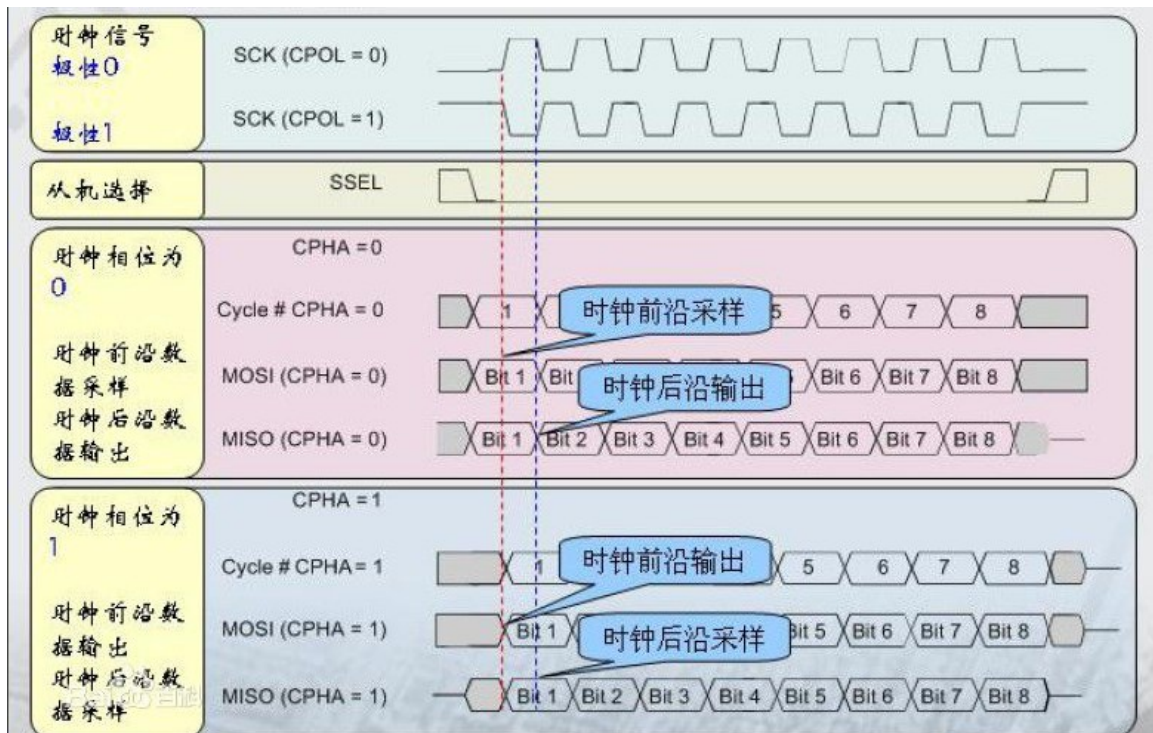 时钟信号
极性0
SCK (CPOL = 0)
极性1
SCK (CPOL = 1)
从机选择
SSEL
时钟相位为
0
时钟前沿数
据采样
时钟后沿数
据输出
CPHA = 0
Cycle # CPHA = 0
1
时钟前沿采样
5 6 7 8
MOSI (CPHA = 0)
Bit 1 Bit
时钟后沿输出
Bit 6 Bit 7 Bit 8
MISO (CPHA = 0)
Bit 1 Bit 2 Bit 3 Bit 4 Bit 5 Bit 6 Bit 7 Bit 8
时钟相位为
1
时钟前沿数
据输出
时钟后沿数
据采样
CPHA = 1
Cycle # CPHA = 1
1
时钟前沿输出
5 6 7 8
MOSI (CPHA = 1)
Bit 1
时钟后沿采样
Bit 5 Bit 6 Bit 7 Bit 8
MISO (CPHA = 1)
Bit 1 Bit 2 Bit 3 Bit 4 Bit 5 Bit 6 Bit 7 Bit 8
百科